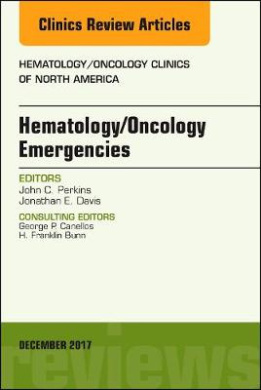 Clinics Review Articles
HEMATOLOGY/ONCOLOGY CLINICS
OF NORTH AMERICA
Hematology/Oncology
Emergencies
EDITORS
John C. Perkins
Jonathan E. Davis
CONSULTING EDITORS
George P. Canellos
H. Franklin Bunn
DECEMBER 2017
reviews